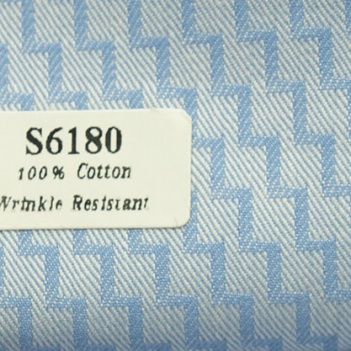 S6180
100% Cotton
Wrinkle Resistant